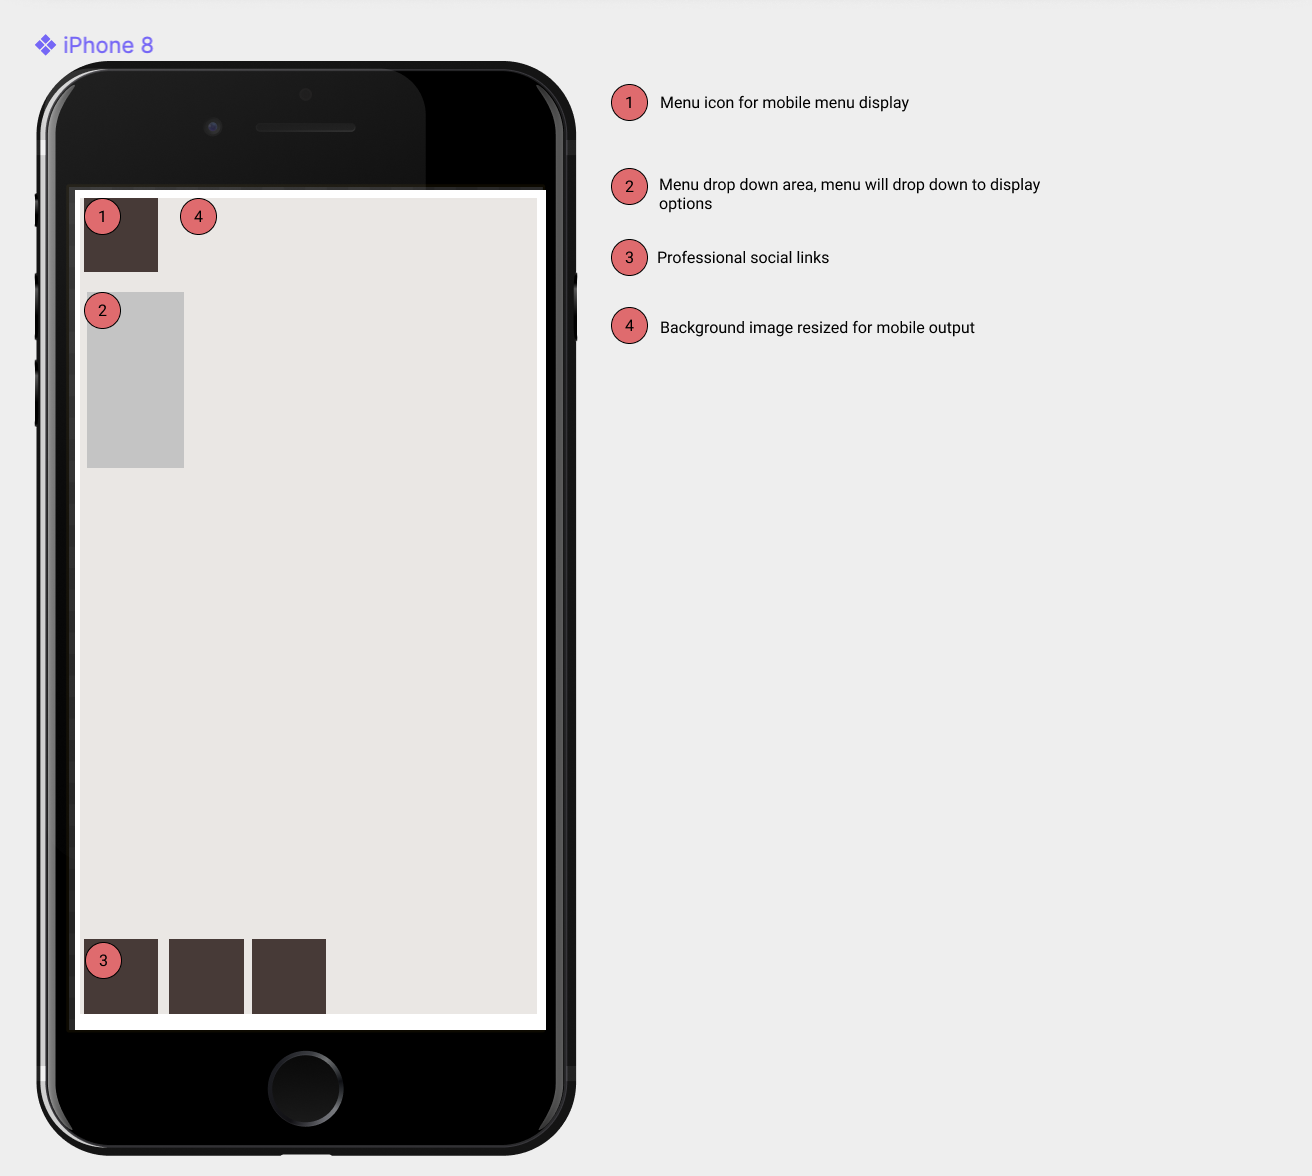 iPhone 8
1 Menu icon for mobile menu display
2 Menu drop down area, menu will drop down to display
options
3 Professional social links
4 Background image resized for mobile output
1
4
2
3